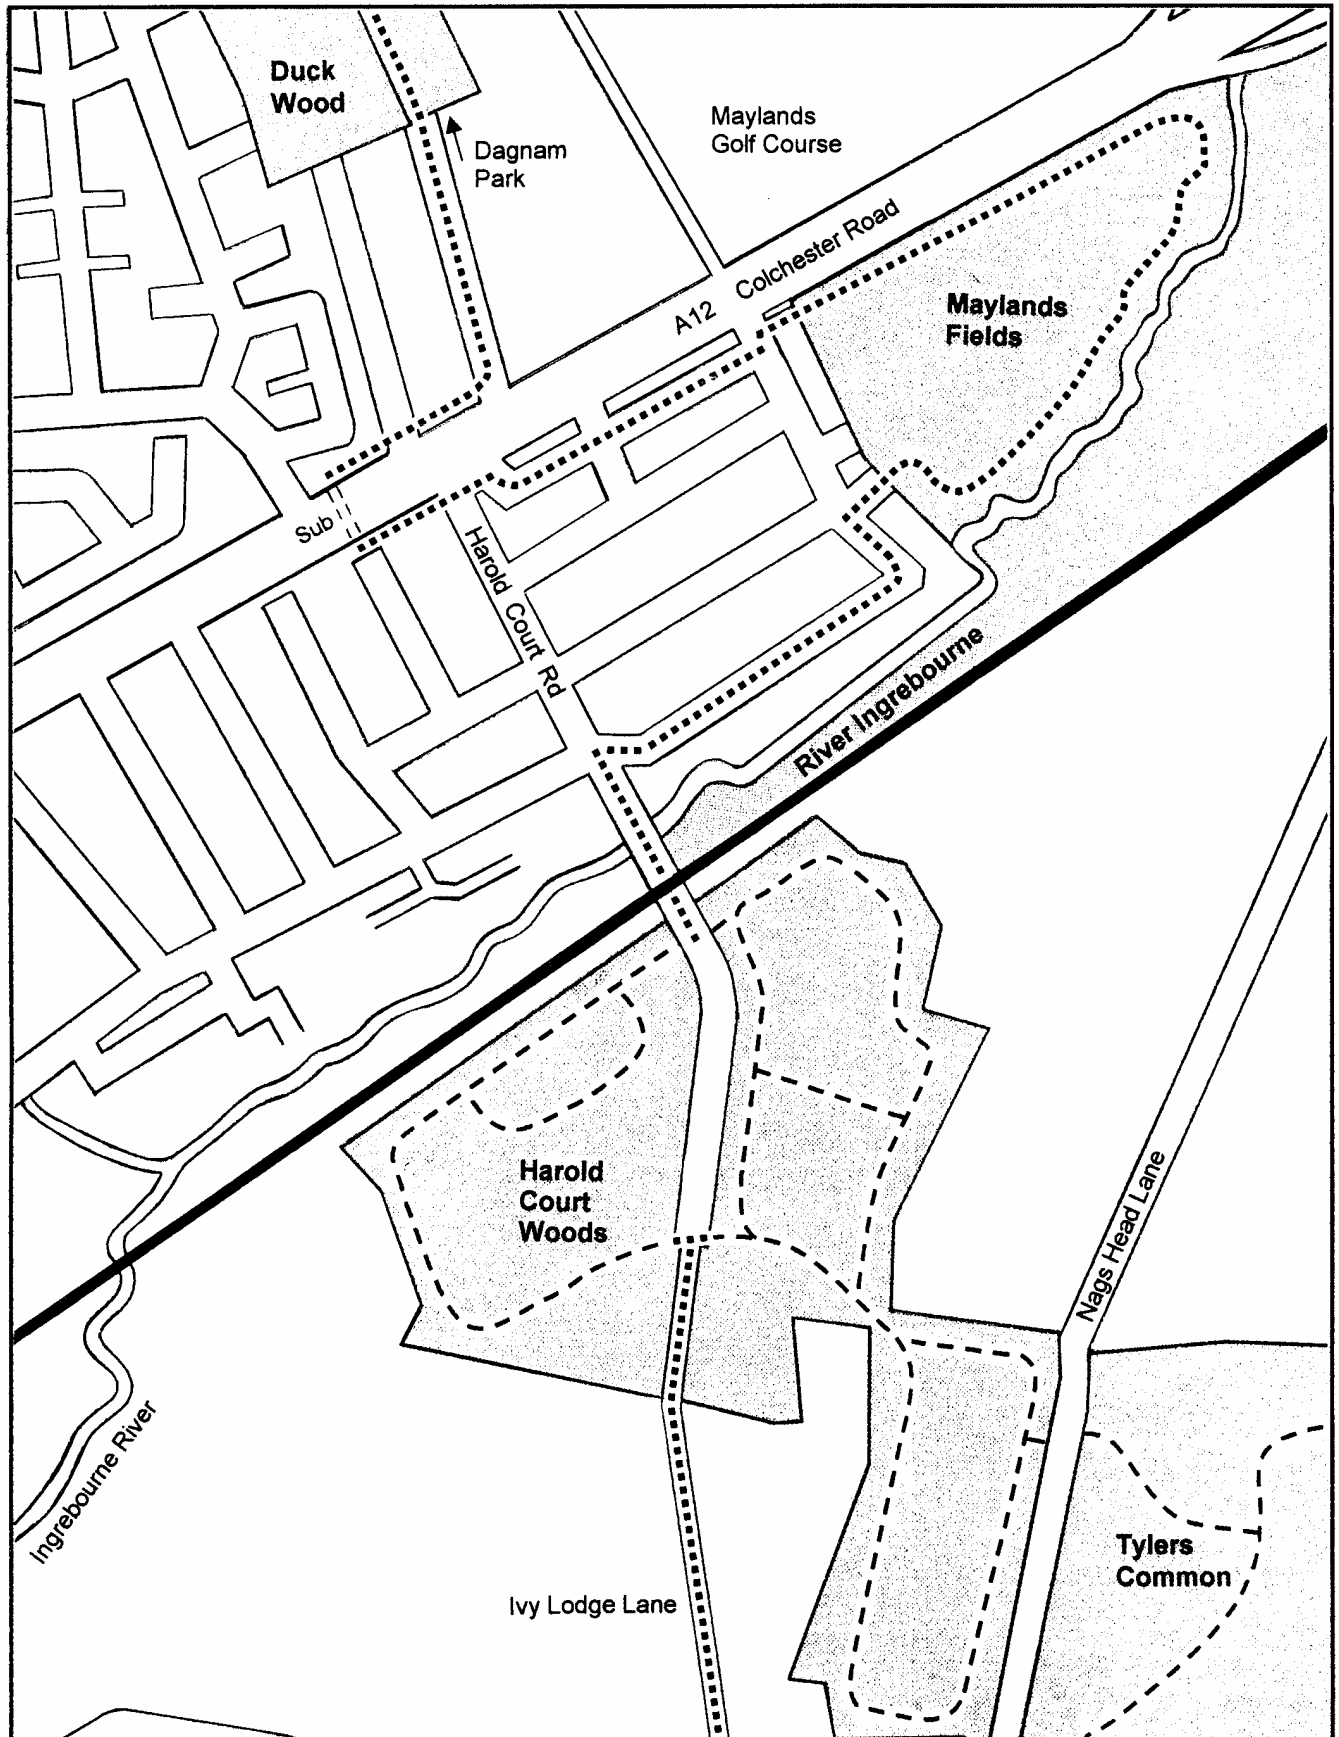 Duck
Wood
Dagnam
Park
Maylands
Golf Course
A12 Colchester Road
Maylands
Fields
Sub
Harold Court Rd
River Ingrebourne
Harold
Court
Woods
Nags Head Lane
Ingrebourne River
Tylers
Common
Ivy Lodge Lane